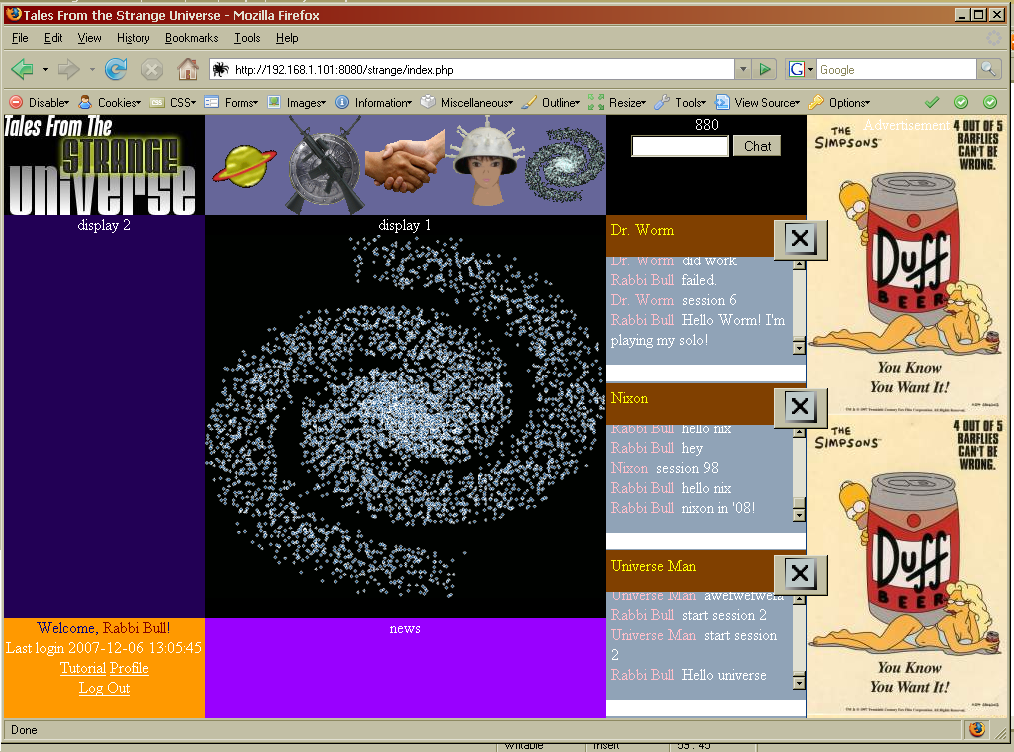 Tales From the Strange Universe - Mozilla Firefox
File Edit View History Bookmarks Tools Help
http://192.168.1.101:8080/strange/index.php
G Google
Disable Cookies CSS Forms Images Information Miscellaneous Outline Resize Tools View Source Options
Tales From The
STRANGE
UNIVERSE
880
Chat
display 2
display 1
Dr. Worm
Dr. Worm did work
Rabbi Bull failed.
Dr. Worm session 6
Rabbi Bull Hello Worm! I'm
playing my solo!
Nixon
Rabbi Bull hello nix
Rabbi Bull hey
Nixon session 98
Rabbi Bull hello nix
Rabbi Bull nixon in '08!
Universe Man
Universe Man awefwefwefa
Rabbi Bull start session 2
Universe Man start session
2
Rabbi Bull Hello universe
Advertisement
THE
SIMPSONS
4 OUT OF 5
BARFLIES
CAN'T BE
WRONG.
Duff
BEER
You Know
You Want It!
THE
SIMPSONS
4 OUT OF 5
BARFLIES
CAN'T BE
WRONG.
Duff
BEER
You Know
You Want It!
Welcome, Rabbi Bull!
Last login 2007-12-06 13:05:45
Tutorial Profile
Log Out
news
Done
Writable Insert 39 : 45